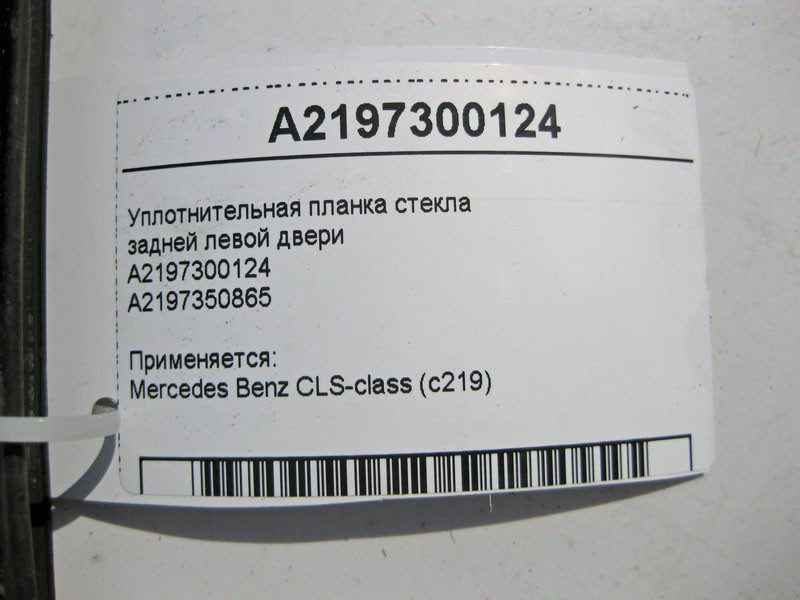 A2197300124
Уплотнительная планка стекла
задней левой двери
A2197300124
A2197350865
Применяется:
Mercedes Benz CLS-class (c219)